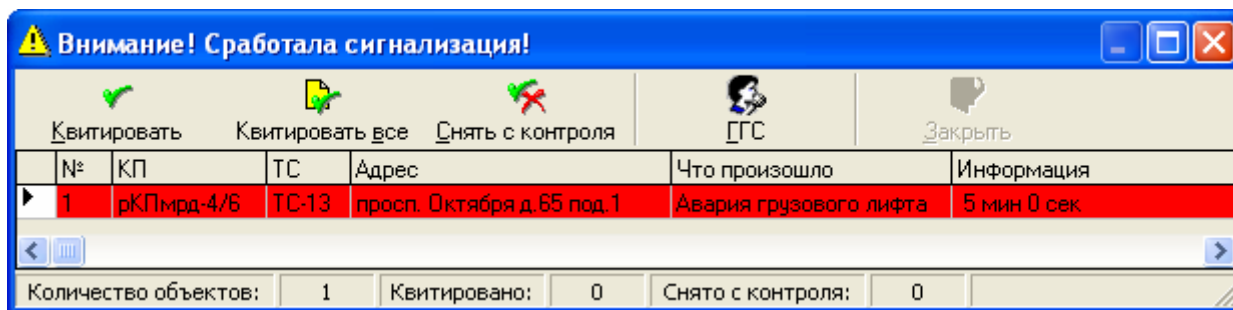 Внимание! Сработала сигнализация!
Квитировать Квитировать все Снять с контроля ГГС Закрыть
№ КП ТС Адрес Что произошло Информация
1 рКПмрд-4/6 ТС-13 просп. Октября д.65 под.1 Авария грузового лифта 5 мин 0 сек
Количество объектов: 1 Квитировано: 0 Снято с контроля: 0